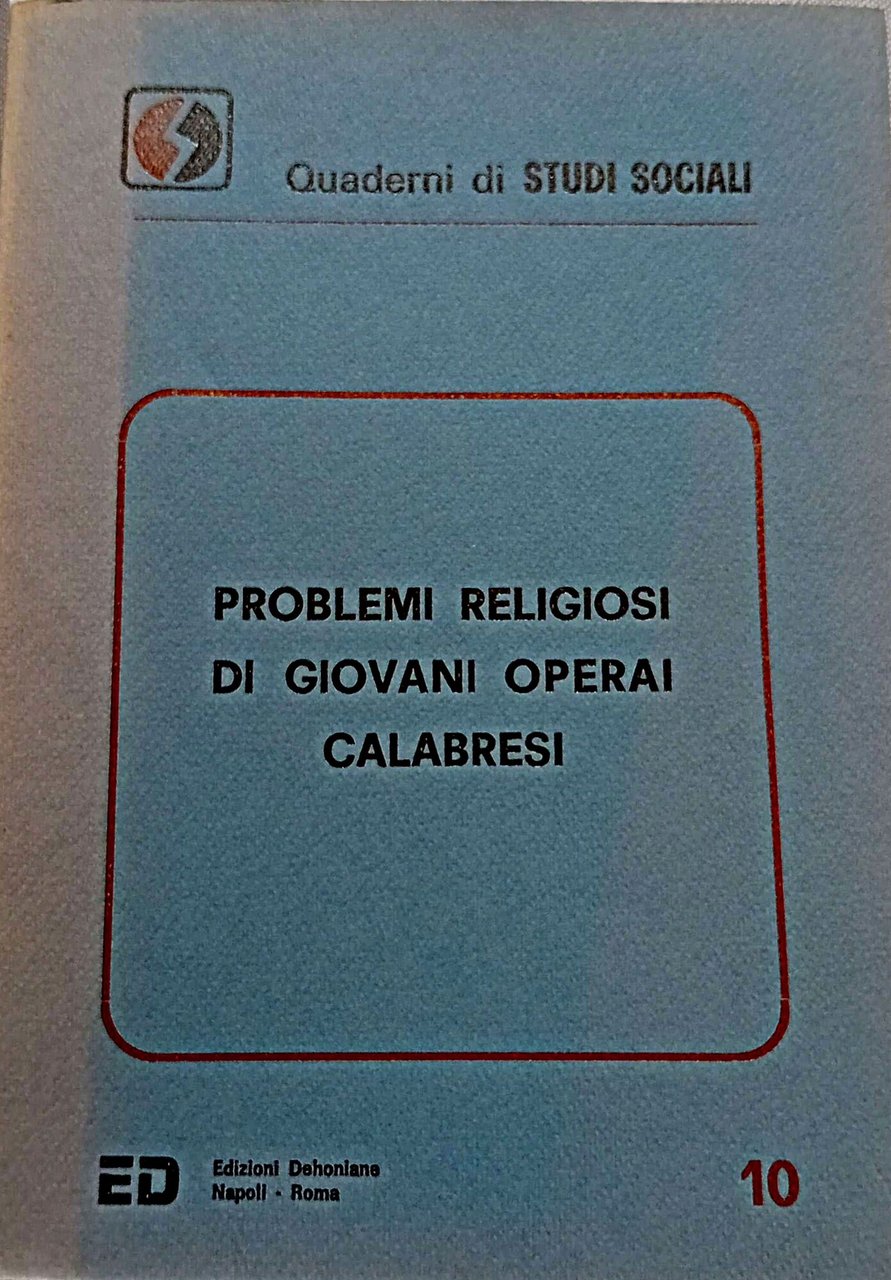 Quaderni di STUDI SOCIALI
PROBLEMI RELIGIOSI
DI GIOVANI OPERAI
CALABRESI
ED
Edizioni Dehoniane
Napoli - Roma
10